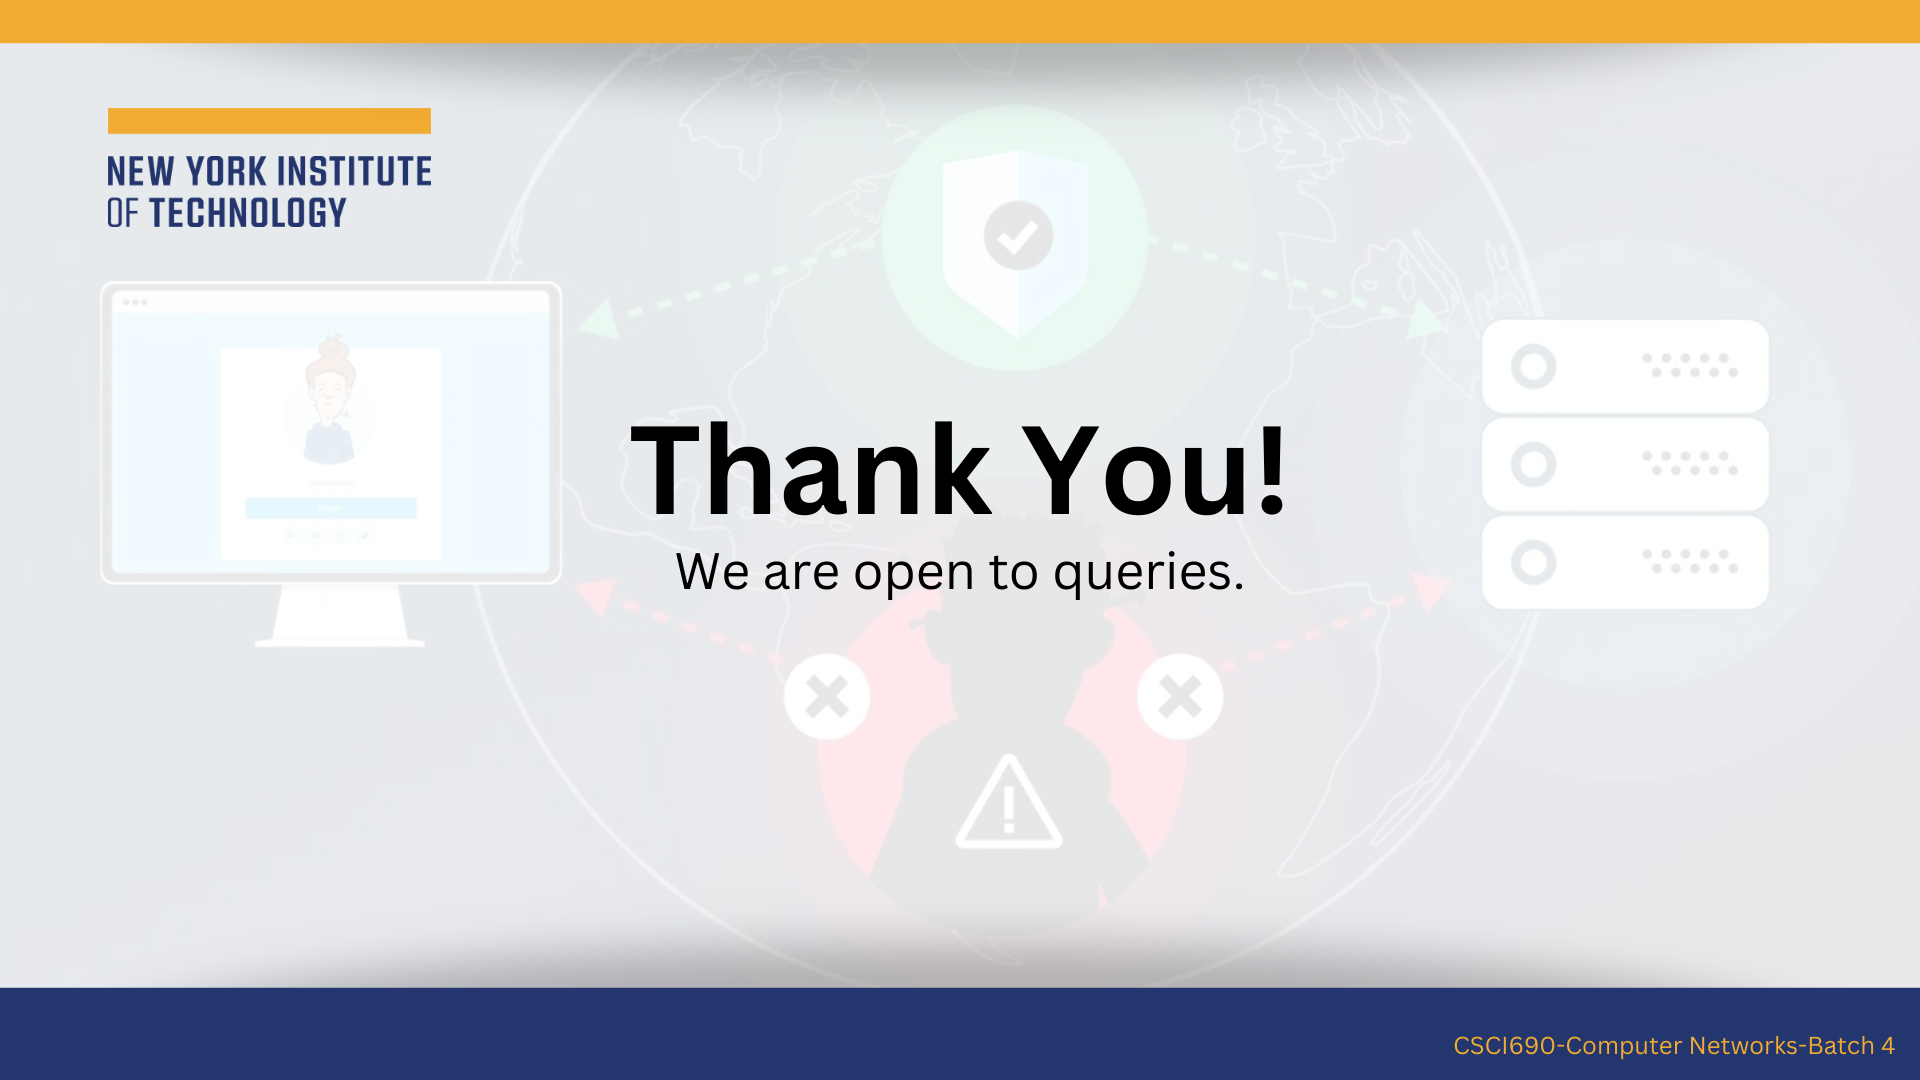 NEW YORK INSTITUTE
OF TECHNOLOGY
Thank You!
We are open to queries.
CSCI690-Computer Networks-Batch 4